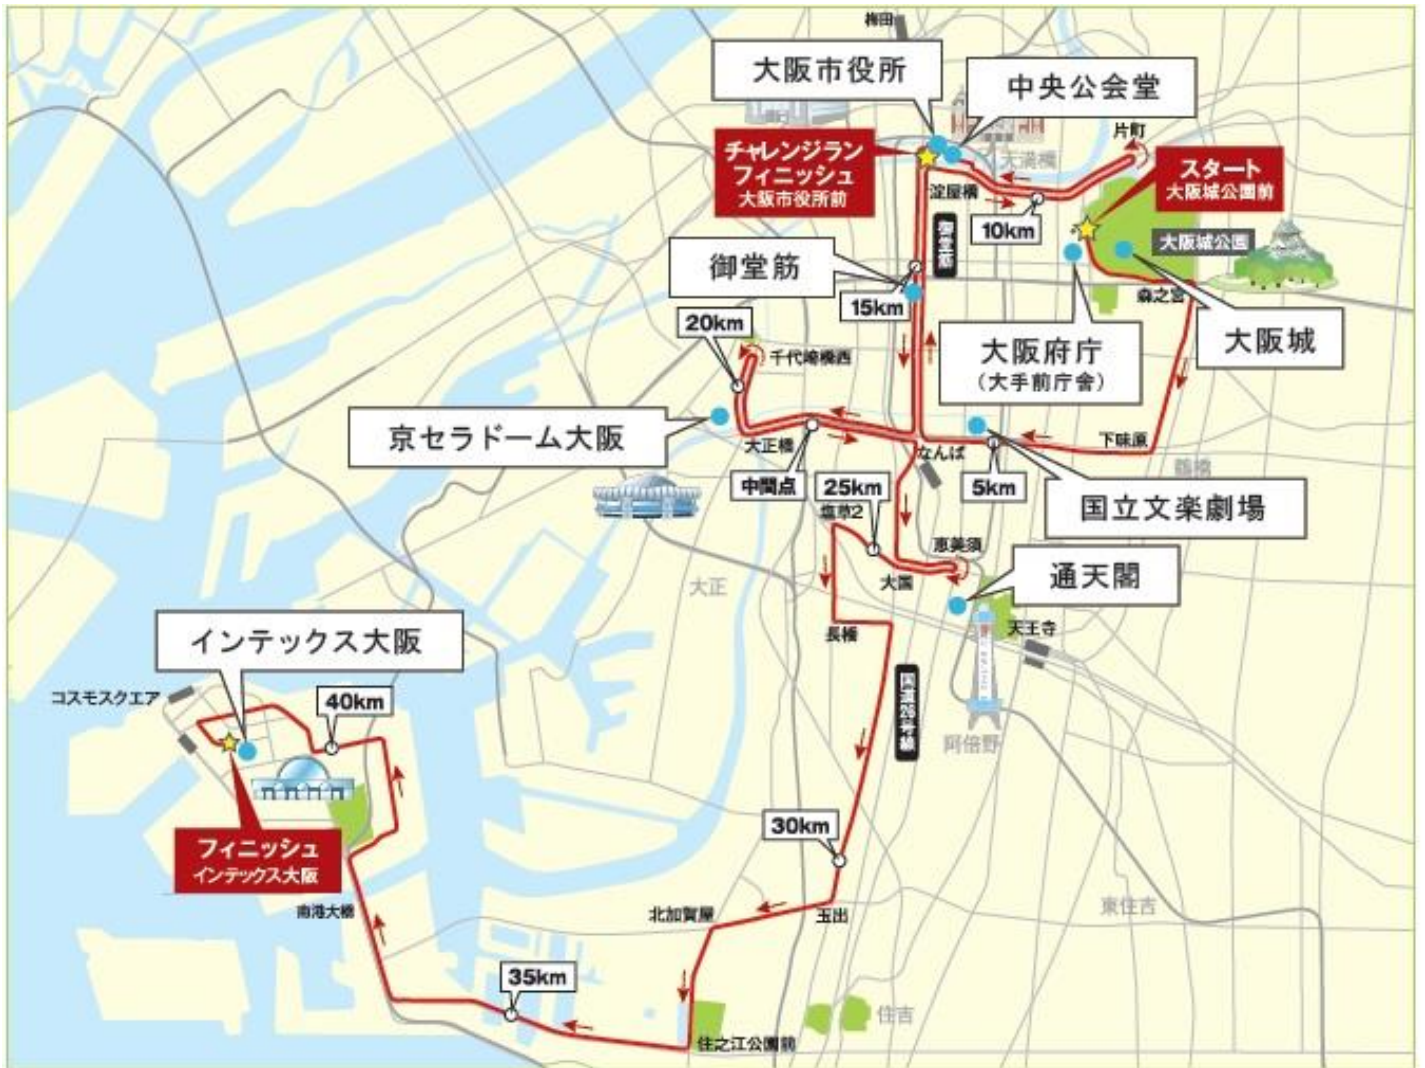 梅田
大阪市役所
中央公会堂
片町
チャレンジラン
フィニッシュ
大阪市役所前
天満橋
スタート
大阪城公園前
淀屋橋
10km
御堂筋
大阪城公園
御堂筋
15km
森之宮
20km
千代崎橋西
大阪府庁
(大手前庁舎)
大阪城
京セラドーム大阪
大正橋
なんば
下味原
鶴橋
中間点
25km
5km
塩草2
国立文楽劇場
恵美須
大国
通天閣
大正
長橋
天王寺
インテックス大阪
コスモスクエア
40km
国道26号線
阿倍野
30km
フィニッシュ
インテックス大阪
南港大橋
北加賀屋
玉出
東住吉
35km
住吉
住之江公園前